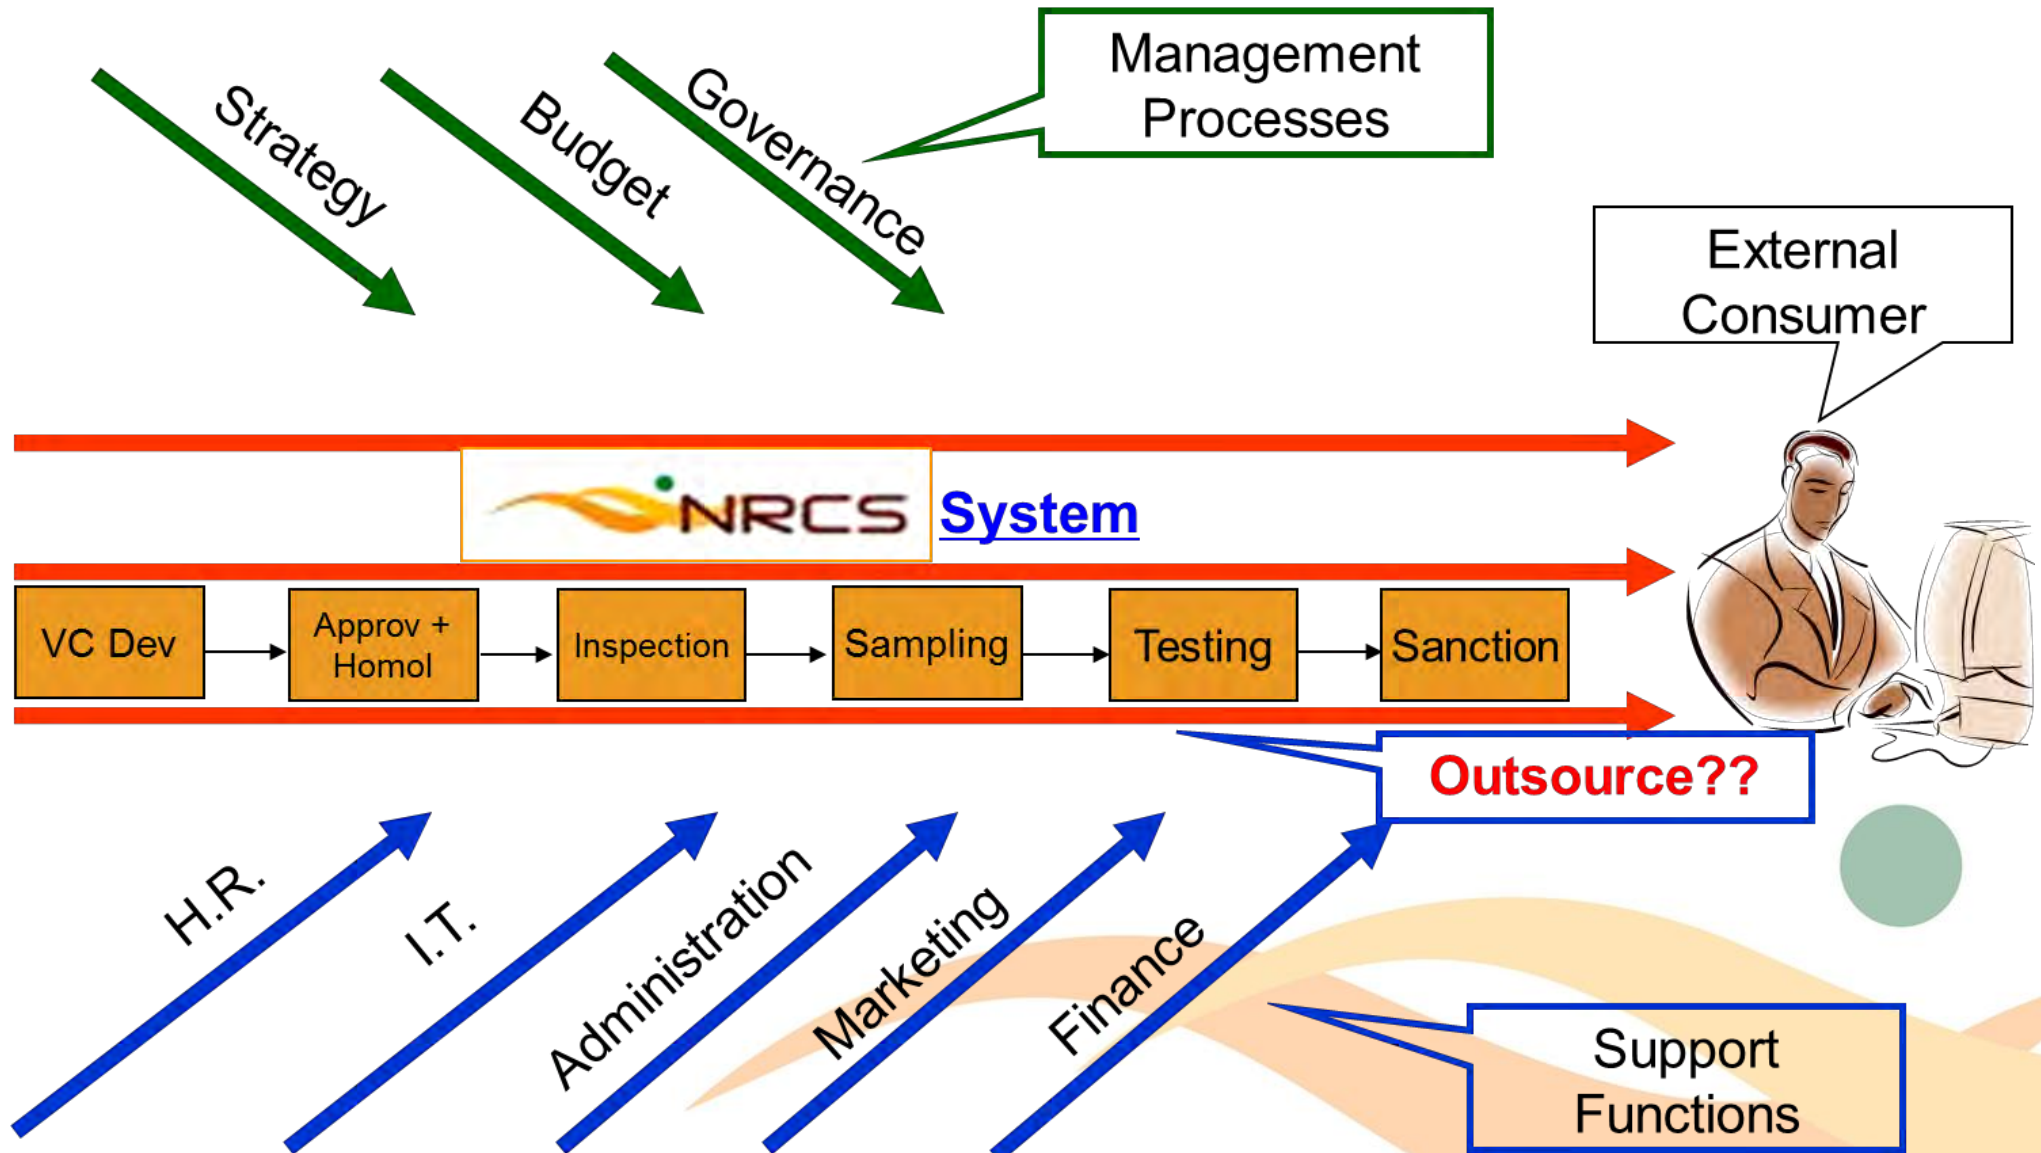 Management
Processes
Strategy
Budget
Governance
External
Consumer
NRCS System
VC Dev
Approv +
Homol
Inspection
Sampling
Testing
Sanction
Outsource??
H.R.
I.T.
Administration
Marketing
Finance
Support
Functions